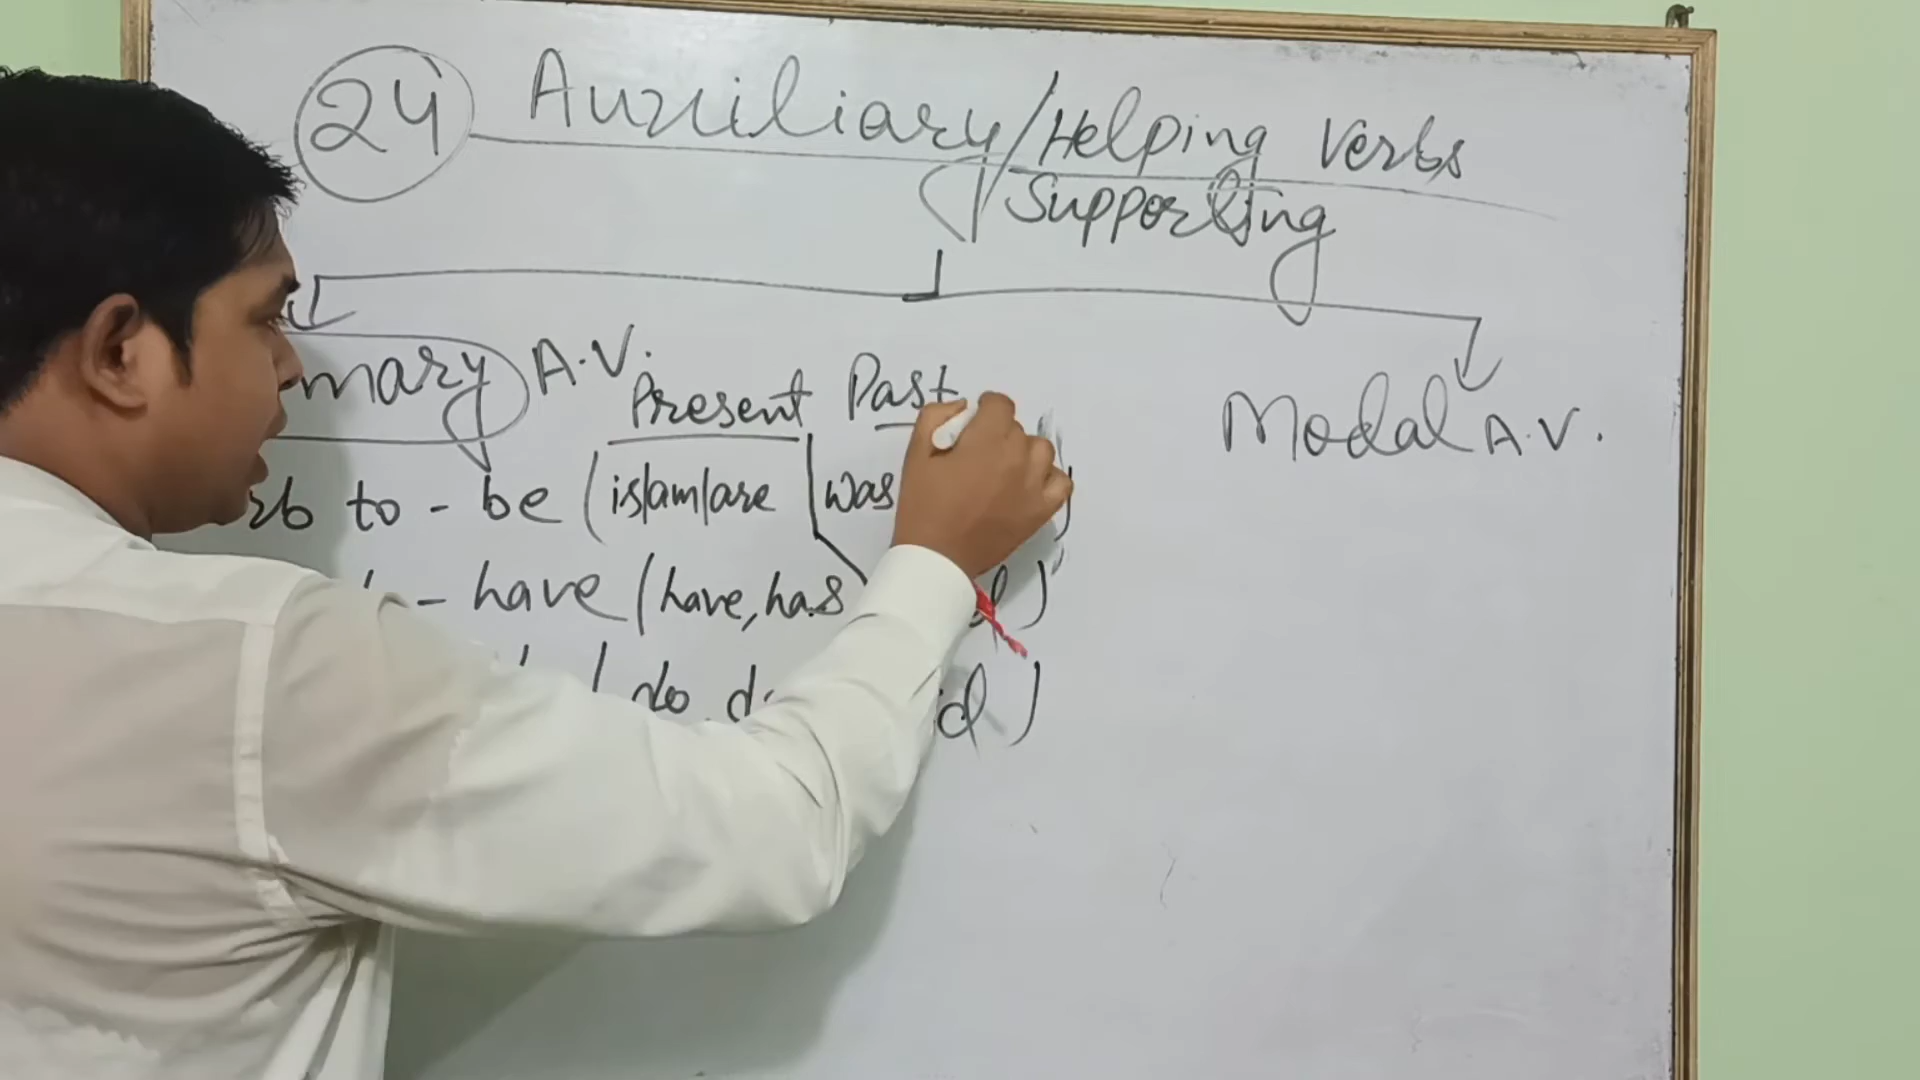 24 Auxiliary/Helping Verbs
Supporting
mary A.V.
Present Past
Modal A.V.
rb to - be (is/am/are was )
- have (have, has )
do, )